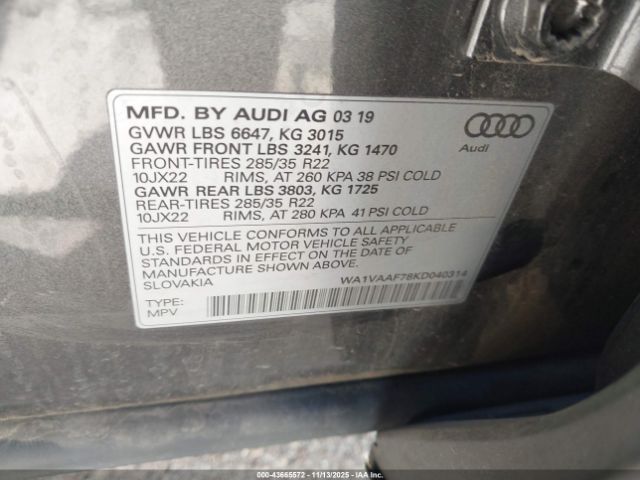 MFD. BY AUDI AG 03 19
GVWR LBS 6647, KG 3015
GAWR FRONT LBS 3241, KG 1470
FRONT-TIRES 285/35 R22
10JX22 RIMS, AT 260 KPA 38 PSI COLD
GAWR REAR LBS 3803, KG 1725
REAR-TIRES 285/35 R22
10JX22 RIMS, AT 280 KPA 41 PSI COLD
Audi
THIS VEHICLE CONFORMS TO ALL APPLICABLE
U.S. FEDERAL MOTOR VEHICLE SAFETY
STANDARDS IN EFFECT ON THE DATE OF
MANUFACTURE SHOWN ABOVE.
SLOVAKIA
WA1VAAF78KD040314
TYPE:
MPV
© - 43665572 - 11/13/2025 - IAAI.COM